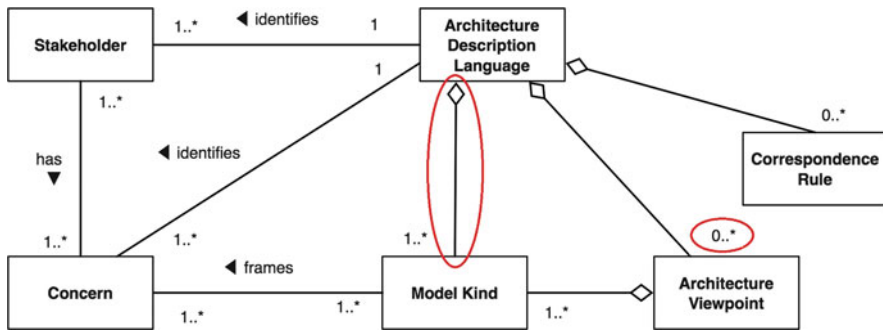 1..*
◀ identifies
1
Architecture
Description
Language
Stakeholder
1
1..*
0..*
has
▼
◀ identifies
Correspondence
Rule
1..*
1..*
1..*
0..*
◀ frames
Concern
Model Kind
Architecture
Viewpoint
1..*
1..*
1..*